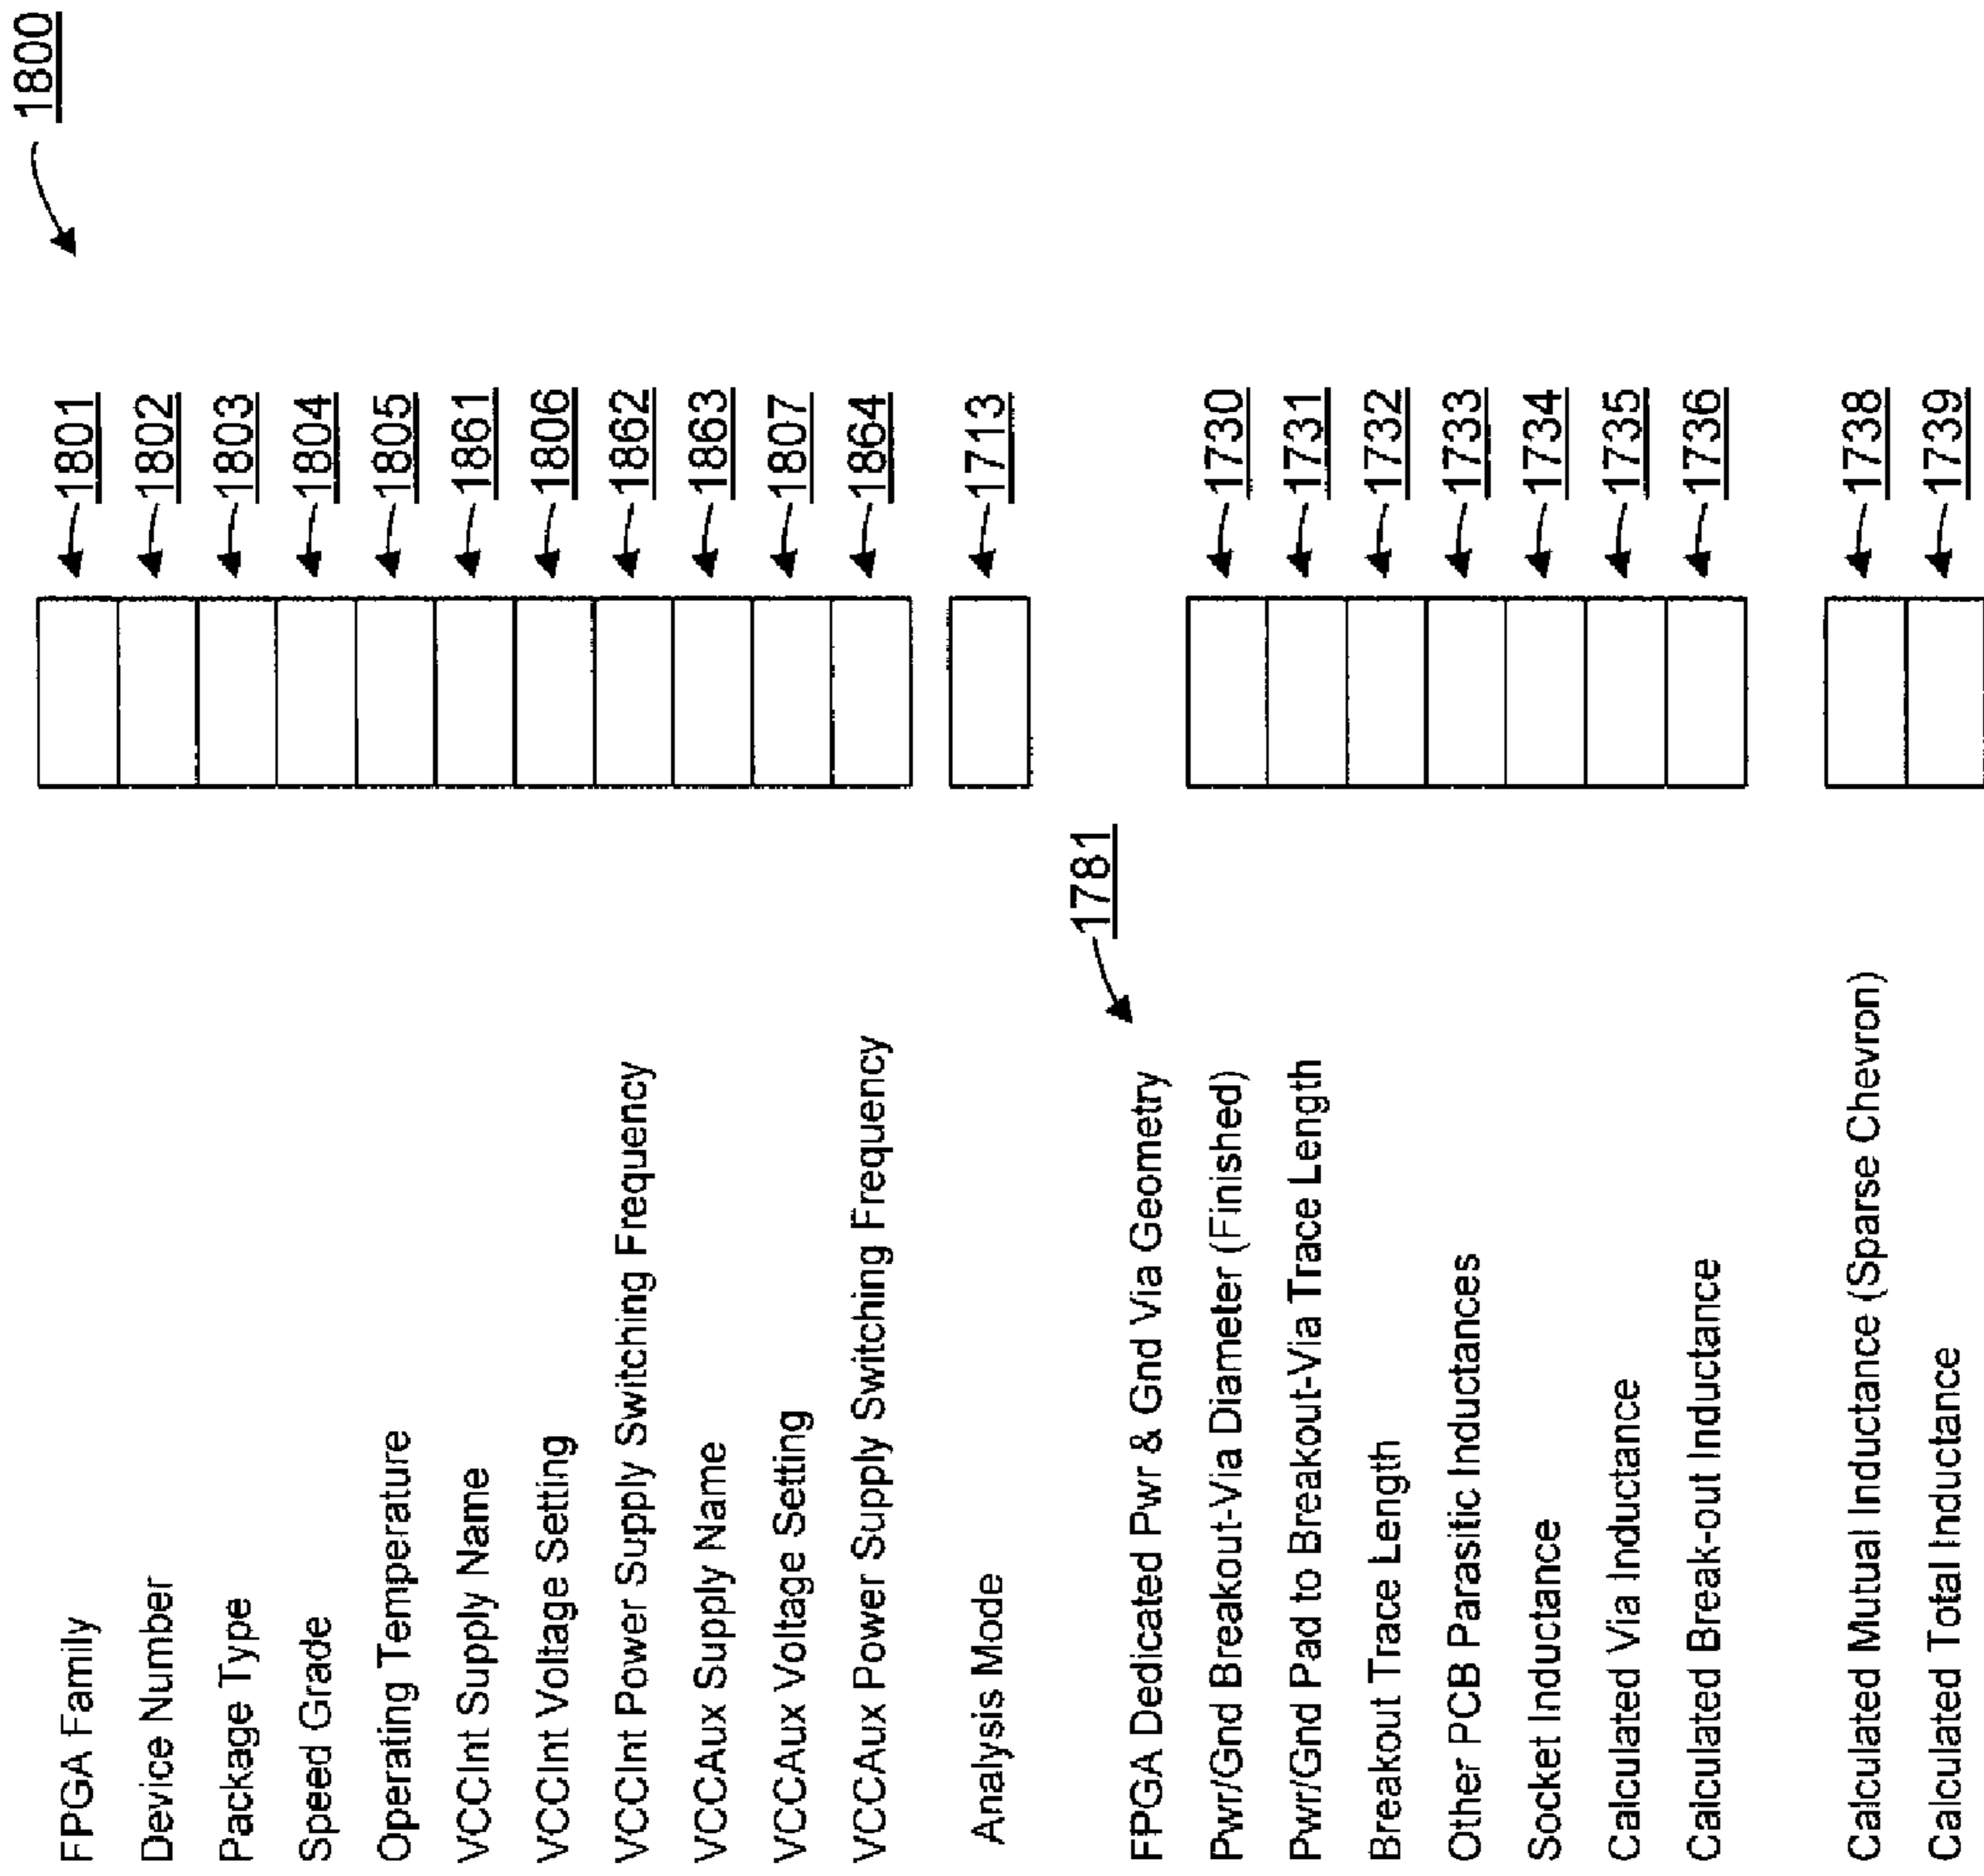 1800
FPGA Family 1801
Device Number 1802
Package Type 1803
Speed Grade 1804
Operating Temperature 1805
VCCInt Supply Name 1861
VCCInt Voltage Setting 1806
VCCInt Power Supply Switching Frequency 1862
VCCAux Supply Name 1863
VCCAux Voltage Setting 1807
VCCAux Power Supply Switching Frequency 1864
Analysis Mode 1713
1781
FPGA Dedicated Pwr & Gnd Via Geometry
Pwr/Gnd Breakout-Via Diameter (Finished) 1730
Pwr/Gnd Pad to Breakout-Via Trace Length 1731
Breakout Trace Length 1732
Other PCB Parasitic Inductances 1733
Socket Inductance 1734
Calculated Via Inductance 1735
Calculated Break-out Inductance 1736
Calculated Mutual Inductance (Sparse Chevron) 1738
Calculated Total Inductance 1739